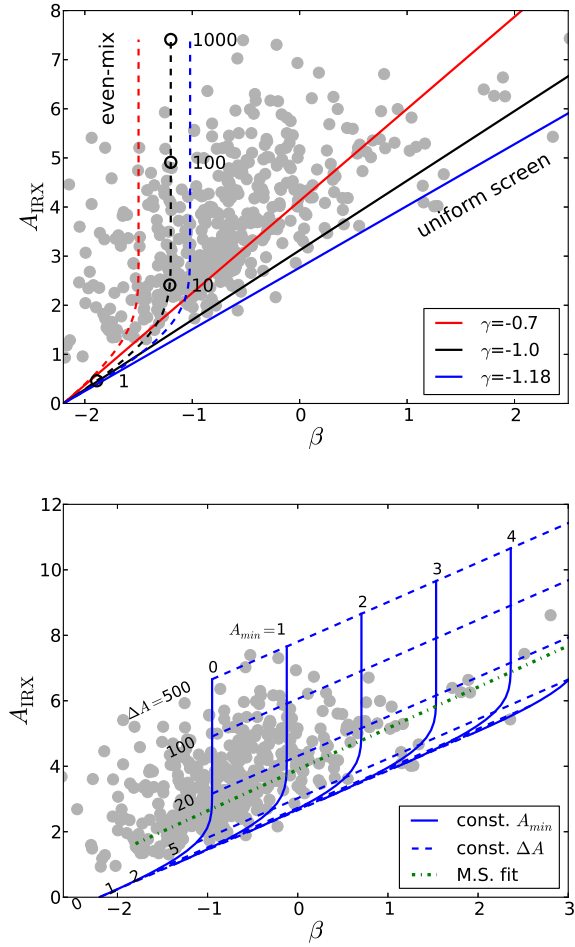 8
7
6
5
4
3
2
1
0
A_IRX
even-mix
1000
100
10
1
uniform screen
γ=-0.7
γ=-1.0
γ=-1.18
−2
−1
0
1
2
β
12
10
8
6
4
2
0
A_IRX
ΔA=500
100
20
5
2
1
0
0
A_min=1
2
3
4
const. A_min
const. ΔA
M.S. fit
−2
−1
0
1
2
3
β